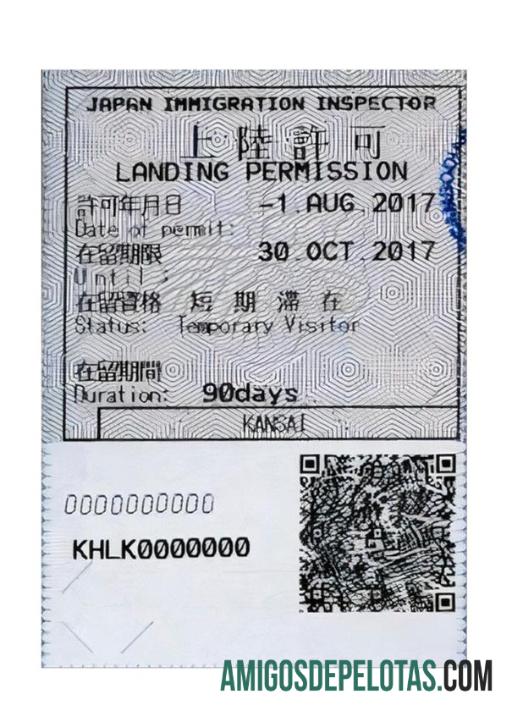 JAPAN IMMIGRATION INSPECTOR
上陸許可
LANDING PERMISSION
許可年月日 -1.AUG.2017
Date of permit:
在留期限 30.OCT.2017
Until :
在留資格 短期滞在
Status: Temporary Visitor
在留期間
Duration: 90days
KANSAI
0000000000
KHLK0000000
AMIGOSDEPELOTAS.COM